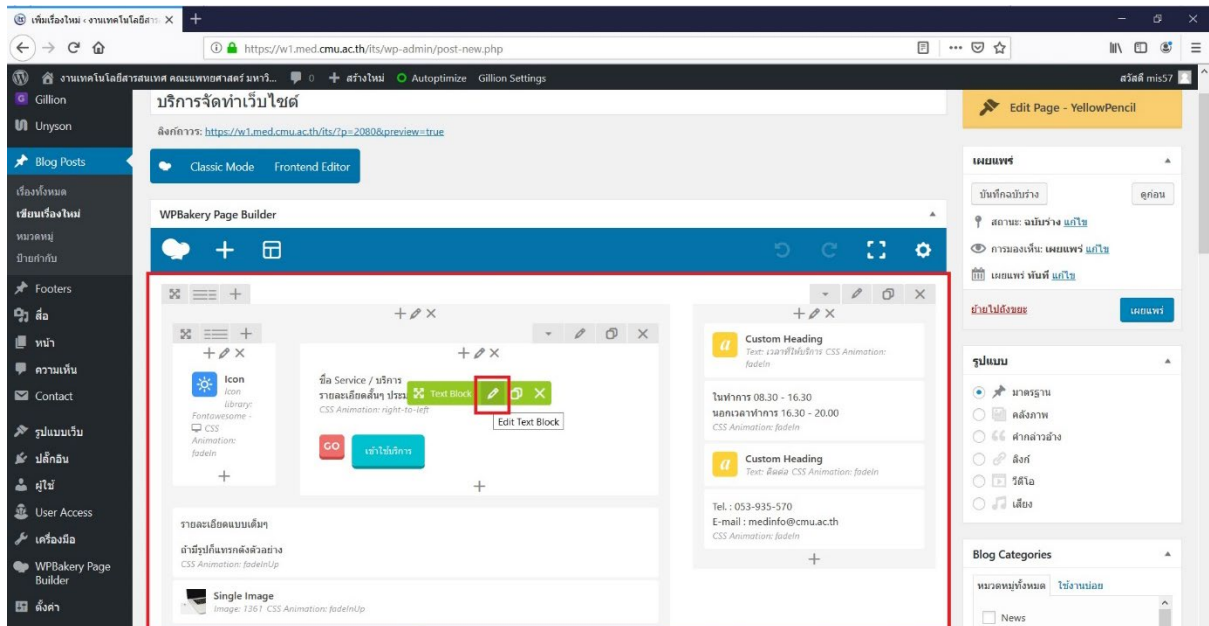 เพิ่มเรื่องใหม่ ‹ งานเทคโนโลยีสาร
https://w1.med.cmu.ac.th/its/wp-admin/post-new.php
งานเทคโนโลยีสารสนเทศ คณะแพทยศาสตร์ มหาวิ... 0 + สร้างใหม่ Autoptimize Gillion Settings
สวัสดี mis57
Gillion
Unyson
Blog Posts
เรื่องทั้งหมด
เขียนเรื่องใหม่
หมวดหมู่
ป้ายกำกับ
Footers
สื่อ
หน้า
ความเห็น
Contact
รูปแบบเว็บ
ปลั๊กอิน
ผู้ใช้
User Access
เครื่องมือ
WPBakery Page
Builder
ตั้งค่า
บริการจัดทำเว็บไซต์
ลิงก์ถาวร: https://w1.med.cmu.ac.th/its/?p=2080&preview=true
Classic Mode Frontend Editor
WPBakery Page Builder
Icon
Icon
library:
Fontawesome -
CSS
Animation:
fadeIn
ชื่อ Service / บริการ
รายละเอียดสั้นๆ ประม
Text Block
CSS Animation: right-to-left
Edit Text Block
GO
เข้าใช้บริการ
รายละเอียดแบบเต็มๆ
ถ้ามีรูปก็แทรกดังตัวอย่าง
CSS Animation: fadeInUp
Single Image
Image: 1361 CSS Animation: fadeInUp
Custom Heading
Text: เวลาที่ให้บริการ CSS Animation:
fadeIn
ในทำการ 08.30 - 16.30
นอกเวลาทำการ 16.30 - 20.00
CSS Animation: fadeIn
Custom Heading
Text: ติดต่อ CSS Animation: fadeIn
Tel. : 053-935-570
E-mail : medinfo@cmu.ac.th
CSS Animation: fadeIn
Edit Page - YellowPencil
เผยแพร่
บันทึกฉบับร่าง ดูก่อน
สถานะ: ฉบับร่าง แก้ไข
การมองเห็น: เผยแพร่ แก้ไข
เผยแพร่ ทันที แก้ไข
ย้ายไปถังขยะ เผยแพร่
รูปแบบ
มาตรฐาน
คลังภาพ
คำกล่าวอ้าง
ลิงก์
วีดีโอ
เสียง
Blog Categories
หมวดหมู่ทั้งหมด ใช้งานบ่อย
News